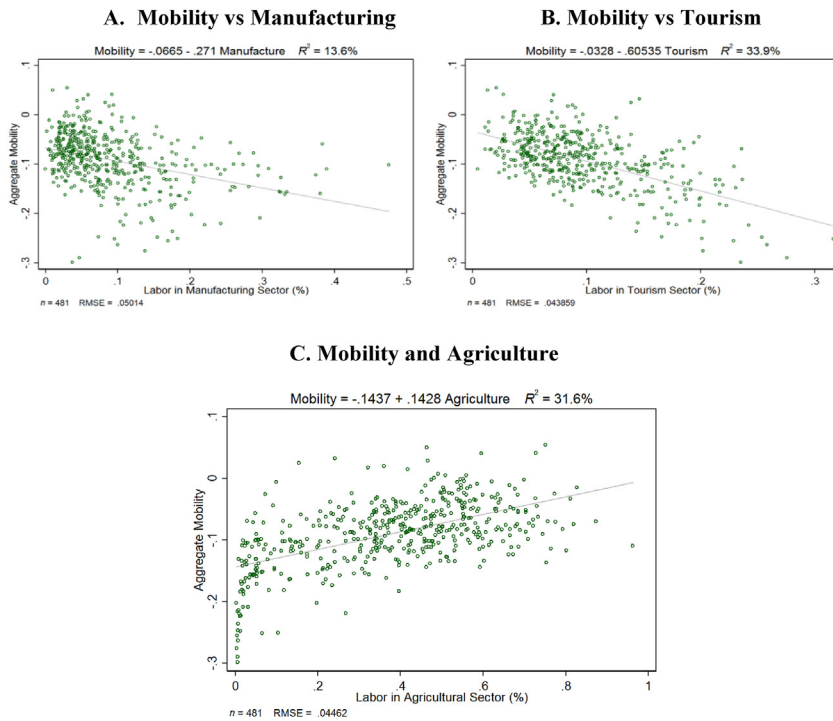 A. Mobility vs Manufacturing
Mobility = -.0665 - .271 Manufacture R² = 13.6%
Aggregate Mobility
.1
0
-.1
-.2
-.3
0 .1 .2 .3 .4 .5
Labor in Manufacturing Sector (%)
n = 481 RMSE = .05014
B. Mobility vs Tourism
Mobility = -.0328 - .60535 Tourism R² = 33.9%
Aggregate Mobility
.1
0
-.1
-.2
-.3
0 .1 .2 .3
Labor in Tourism Sector (%)
n = 481 RMSE = .043859
C. Mobility and Agriculture
Mobility = -.1437 + .1428 Agriculture R² = 31.6%
Aggregate Mobility
.1
0
-.1
-.2
-.3
0 .2 .4 .6 .8 1
Labor in Agricultural Sector (%)
n = 481 RMSE = .04462